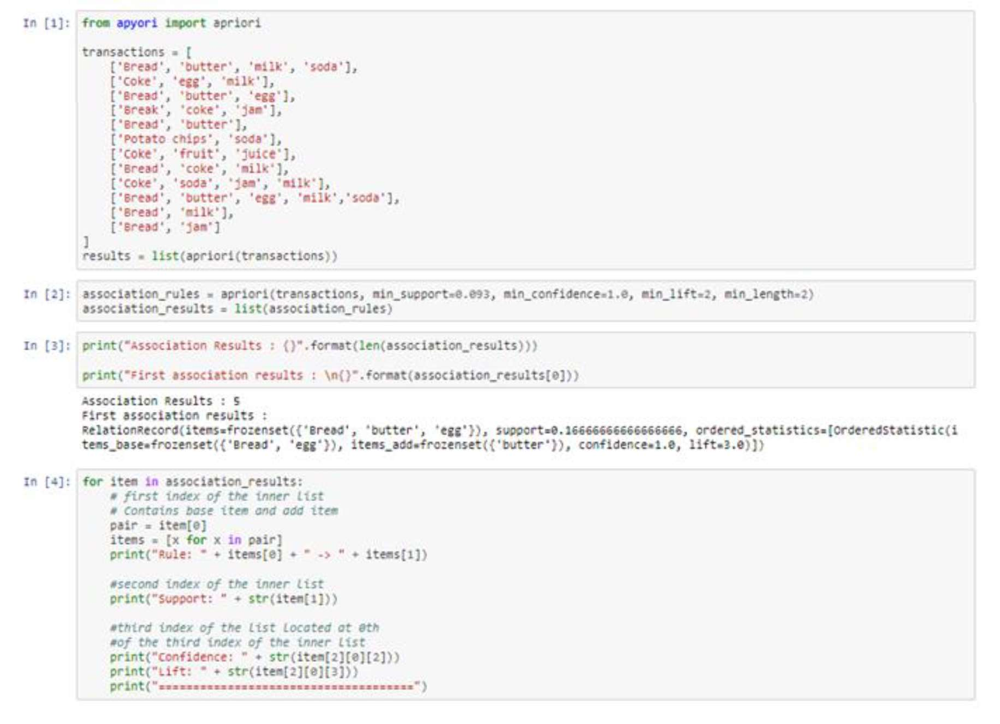 In [1]: from apyori import apriori
transactions = [
['Bread', 'butter', 'milk', 'soda'],
['Coke', 'egg', 'milk'],
['Bread', 'butter', 'egg'],
['Break', 'coke', 'jam'],
['Bread', 'butter'],
['Potato chips', 'soda'],
['Coke', 'fruit', 'juice'],
['Bread', 'coke', 'milk'],
['Coke', 'soda', 'jam', 'milk'],
['Bread', 'butter', 'egg', 'milk','soda'],
['Bread', 'milk'],
['Bread', 'jam']
]
results = list(apriori(transactions))
In [2]: association_rules = apriori(transactions, min_support=0.093, min_confidence=1.0, min_lift=2, min_length=2)
association_results = list(association_rules)
In [3]: print("Association Results : {}".format(len(association_results)))
print("First association results : \n{}".format(association_results[0]))
Association Results : 5
First association results :
RelationRecord(items=frozenset({'Bread', 'butter', 'egg'}), support=0.16666666666666666, ordered_statistics=[OrderedStatistic(i
tems_base=frozenset({'Bread', 'egg'}), items_add=frozenset({'butter'}), confidence=1.0, lift=3.0)])
In [4]: for item in association_results:
# first index of the inner list
# Contains base item and add item
pair = item[0]
items = [x for x in pair]
print("Rule: " + items[0] + " -> " + items[1])
#second index of the inner list
print("Support: " + str(item[1]))
#third index of the list located at 0th
#of the third index of the inner list
print("Confidence: " + str(item[2][0][2]))
print("Lift: " + str(item[2][0][3]))
print("=====================================")